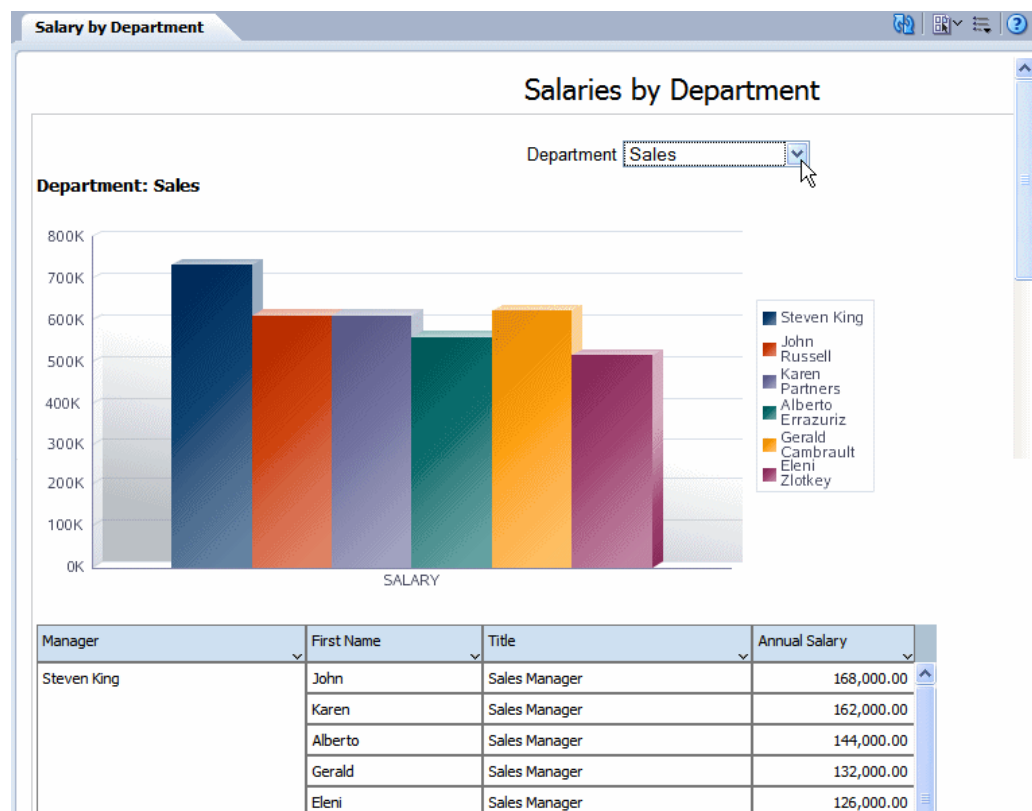 Salary by Department
Salaries by Department
Department Sales
Department: Sales
800K
700K
600K
500K
400K
300K
200K
100K
0K
SALARY
Steven King
John
Russell
Karen
Partners
Alberto
Errazuriz
Gerald
Cambrault
Eleni
Zlotkey
Manager First Name Title Annual Salary
Steven King John Sales Manager 168,000.00
Karen Sales Manager 162,000.00
Alberto Sales Manager 144,000.00
Gerald Sales Manager 132,000.00
Eleni Sales Manager 126,000.00